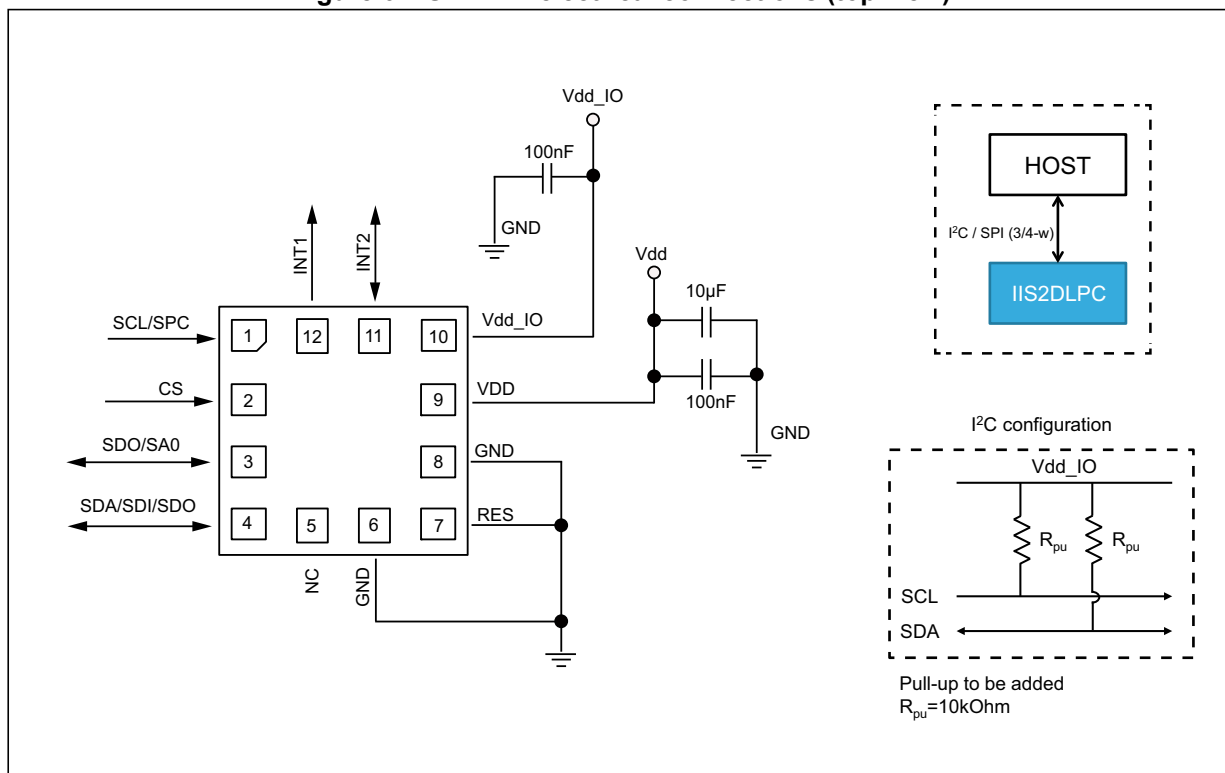 Vdd_IO
100nF
GND
INT1
INT2
Vdd
10µF
100nF
GND
SCL/SPC
CS
SDO/SA0
SDA/SDI/SDO
1
12
11
10
2
9
3
8
4
5
6
7
Vdd_IO
VDD
GND
RES
NC
GND
HOST
I²C / SPI (3/4-w)
IIS2DLPC
I²C configuration
Vdd_IO
Rpu
Rpu
SCL
SDA
Pull-up to be added
Rpu=10kOhm